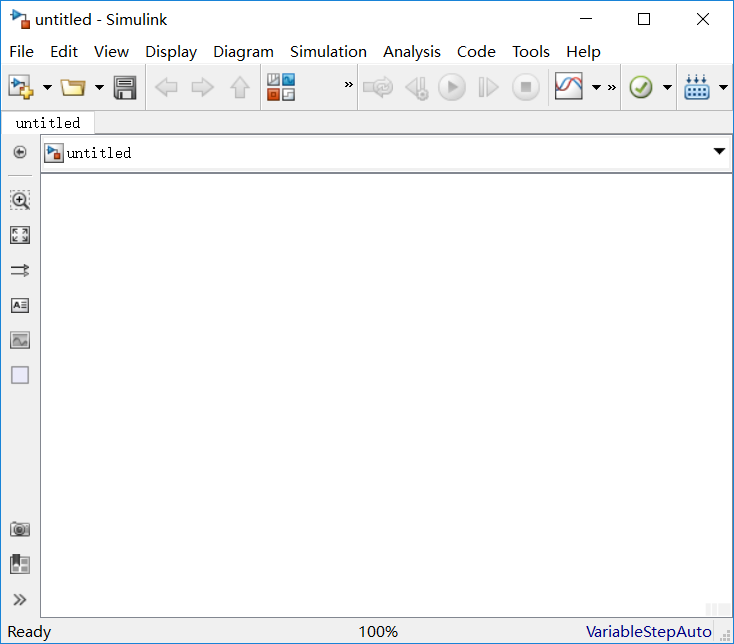 untitled - Simulink
File Edit View Display Diagram Simulation Analysis Code Tools Help
untitled
untitled
Ready 100% VariableStepAuto